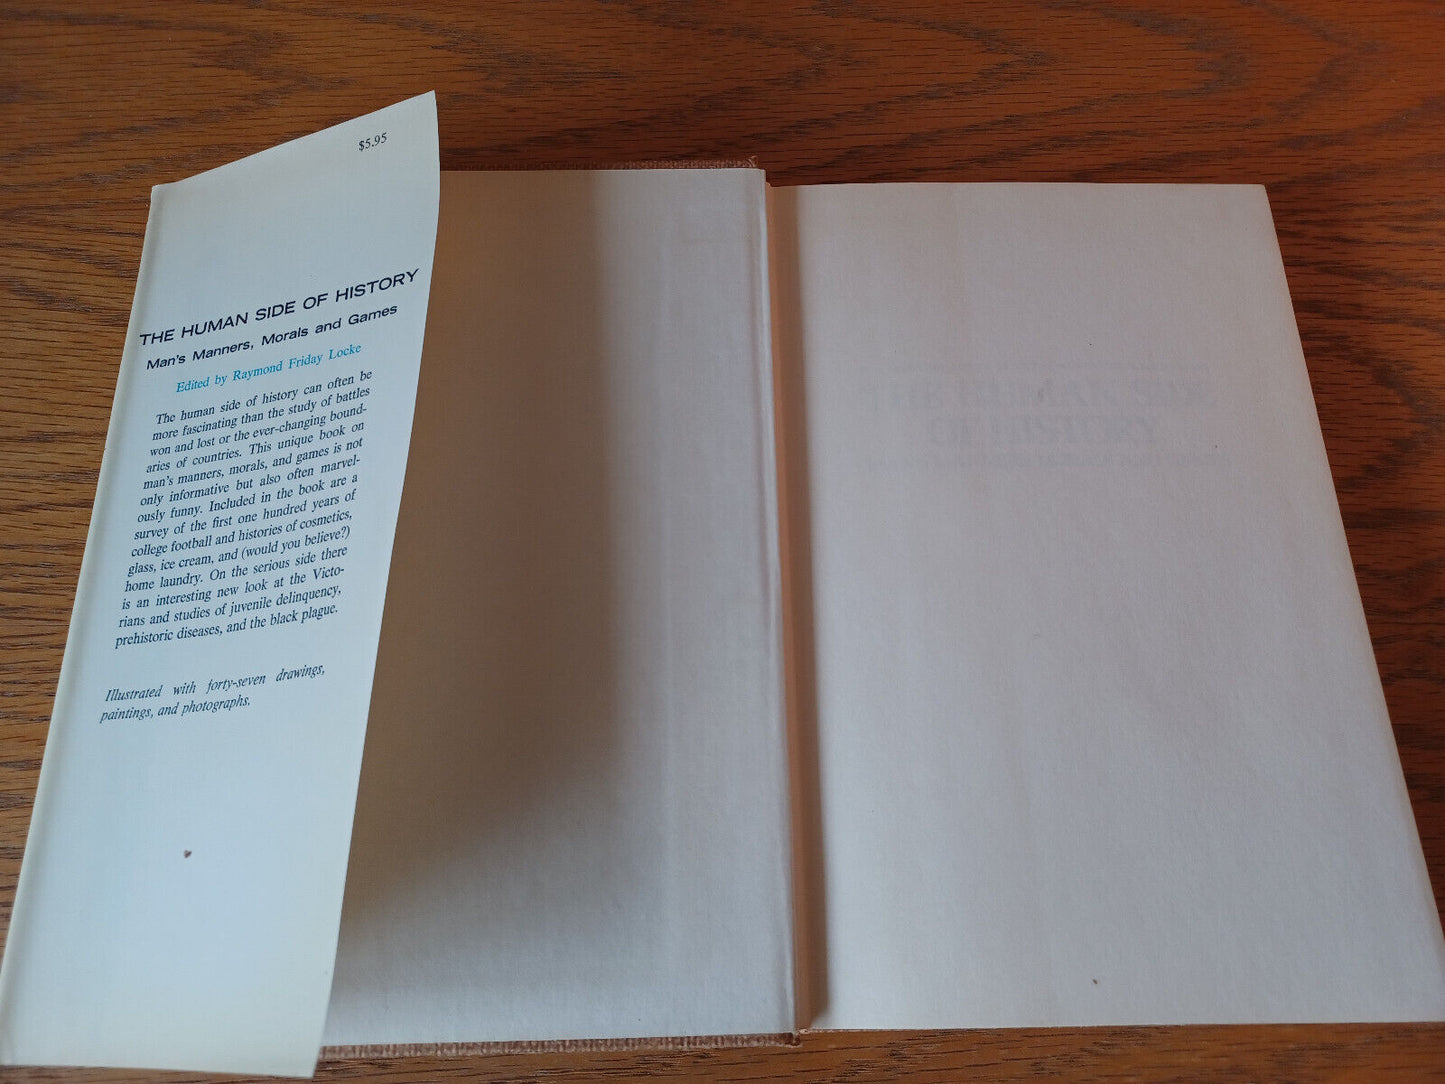 $5.95
THE HUMAN SIDE OF HISTORY
Man's Manners, Morals and Games
Edited by Raymond Friday Locke
The human side of history can often be
more fascinating than the study of battles
won and lost or the ever-changing bound-
aries of countries. This unique book on
man's manners, morals, and games is not
only informative but also often marvel-
ously funny. Included in the book are a
survey of the first one hundred years of
college football and histories of cosmetics,
glass, ice cream, and (would you believe?)
home laundry. On the serious side there
is an interesting new look at the Victo-
rians and studies of juvenile delinquency,
prehistoric diseases, and the black plague.
Illustrated with forty-seven drawings,
paintings, and photographs.